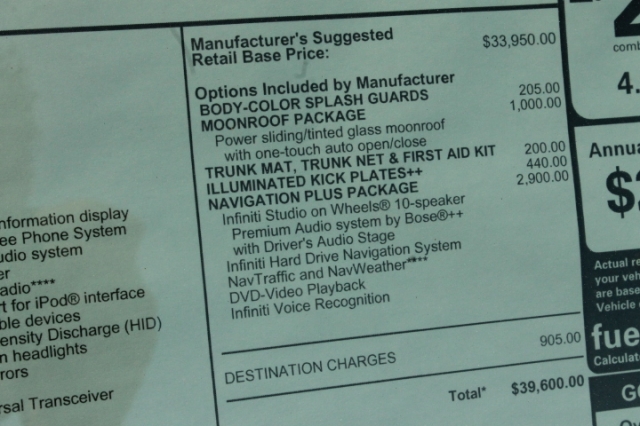 Manufacturer's Suggested
Retail Base Price: $33,950.00
Options Included by Manufacturer
BODY-COLOR SPLASH GUARDS 205.00
MOONROOF PACKAGE 1,000.00
Power sliding/tinted glass moonroof
with one-touch auto open/close
TRUNK MAT, TRUNK NET & FIRST AID KIT 200.00
ILLUMINATED KICK PLATES++ 440.00
NAVIGATION PLUS PACKAGE 2,900.00
Infiniti Studio on Wheels® 10-speaker
Premium Audio system by Bose®++
with Driver's Audio Stage
Infiniti Hard Drive Navigation System
NavTraffic and NavWeather****
DVD-Video Playback
Infiniti Voice Recognition
DESTINATION CHARGES 905.00
Total* $39,600.00
nformation display
ee Phone System
udio system
er
adio****
rt for iPod® interface
ble devices
ensity Discharge (HID)
n headlights
rors
rsal Transceiver
comb
4.
Annua
$
Actual re
your veh
are base
Vehicle
fue
Calculat
G